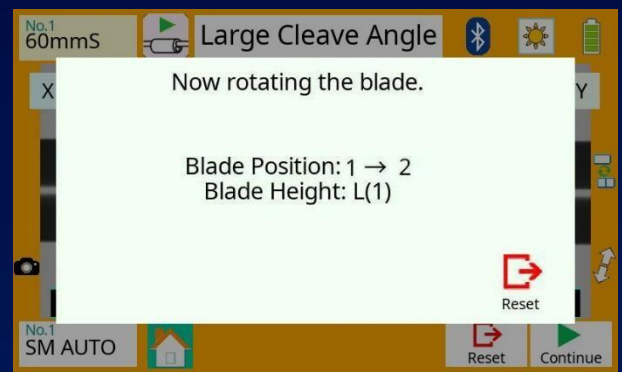 No.1
60mmS
Large Cleave Angle
X
Y
Now rotating the blade.
Blade Position: 1 → 2
Blade Height: L(1)
Reset
No.1
SM AUTO
Reset
Continue